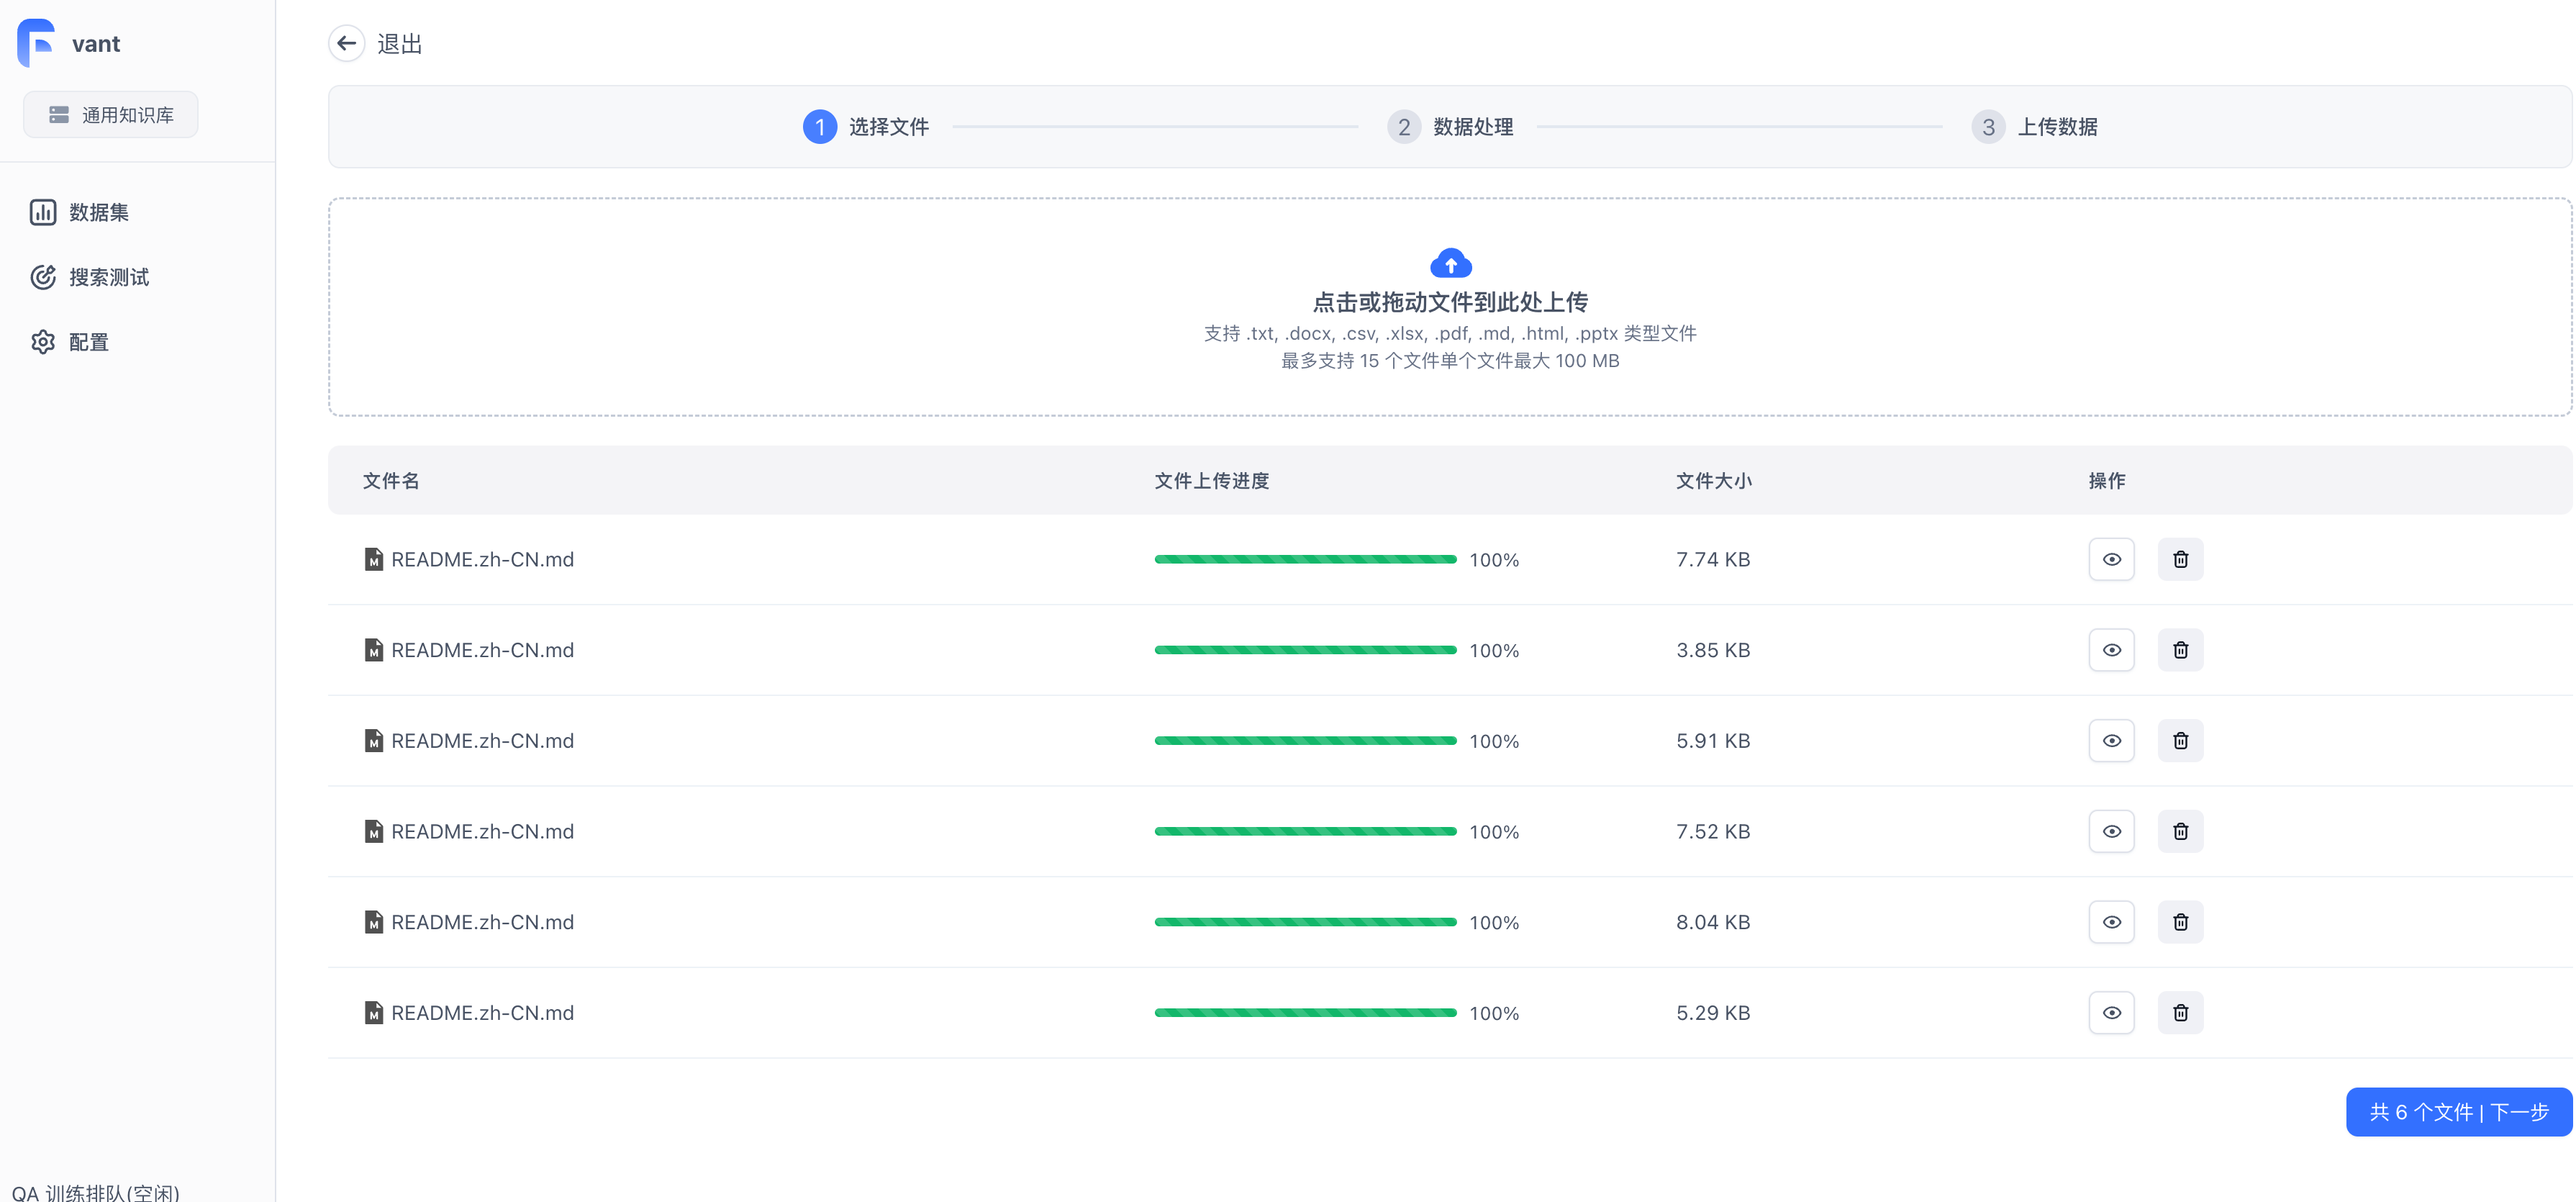 vant
通用知识库
数据集
搜索测试
配置
QA 训练排队(空闲)
退出
1 选择文件 2 数据处理 3 上传数据
点击或拖动文件到此处上传
支持 .txt, .docx, .csv, .xlsx, .pdf, .md, .html, .pptx 类型文件
最多支持 15 个文件单个文件最大 100 MB
文件名 文件上传进度 文件大小 操作
README.zh-CN.md 100% 7.74 KB
README.zh-CN.md 100% 3.85 KB
README.zh-CN.md 100% 5.91 KB
README.zh-CN.md 100% 7.52 KB
README.zh-CN.md 100% 8.04 KB
README.zh-CN.md 100% 5.29 KB
共 6 个文件 | 下一步